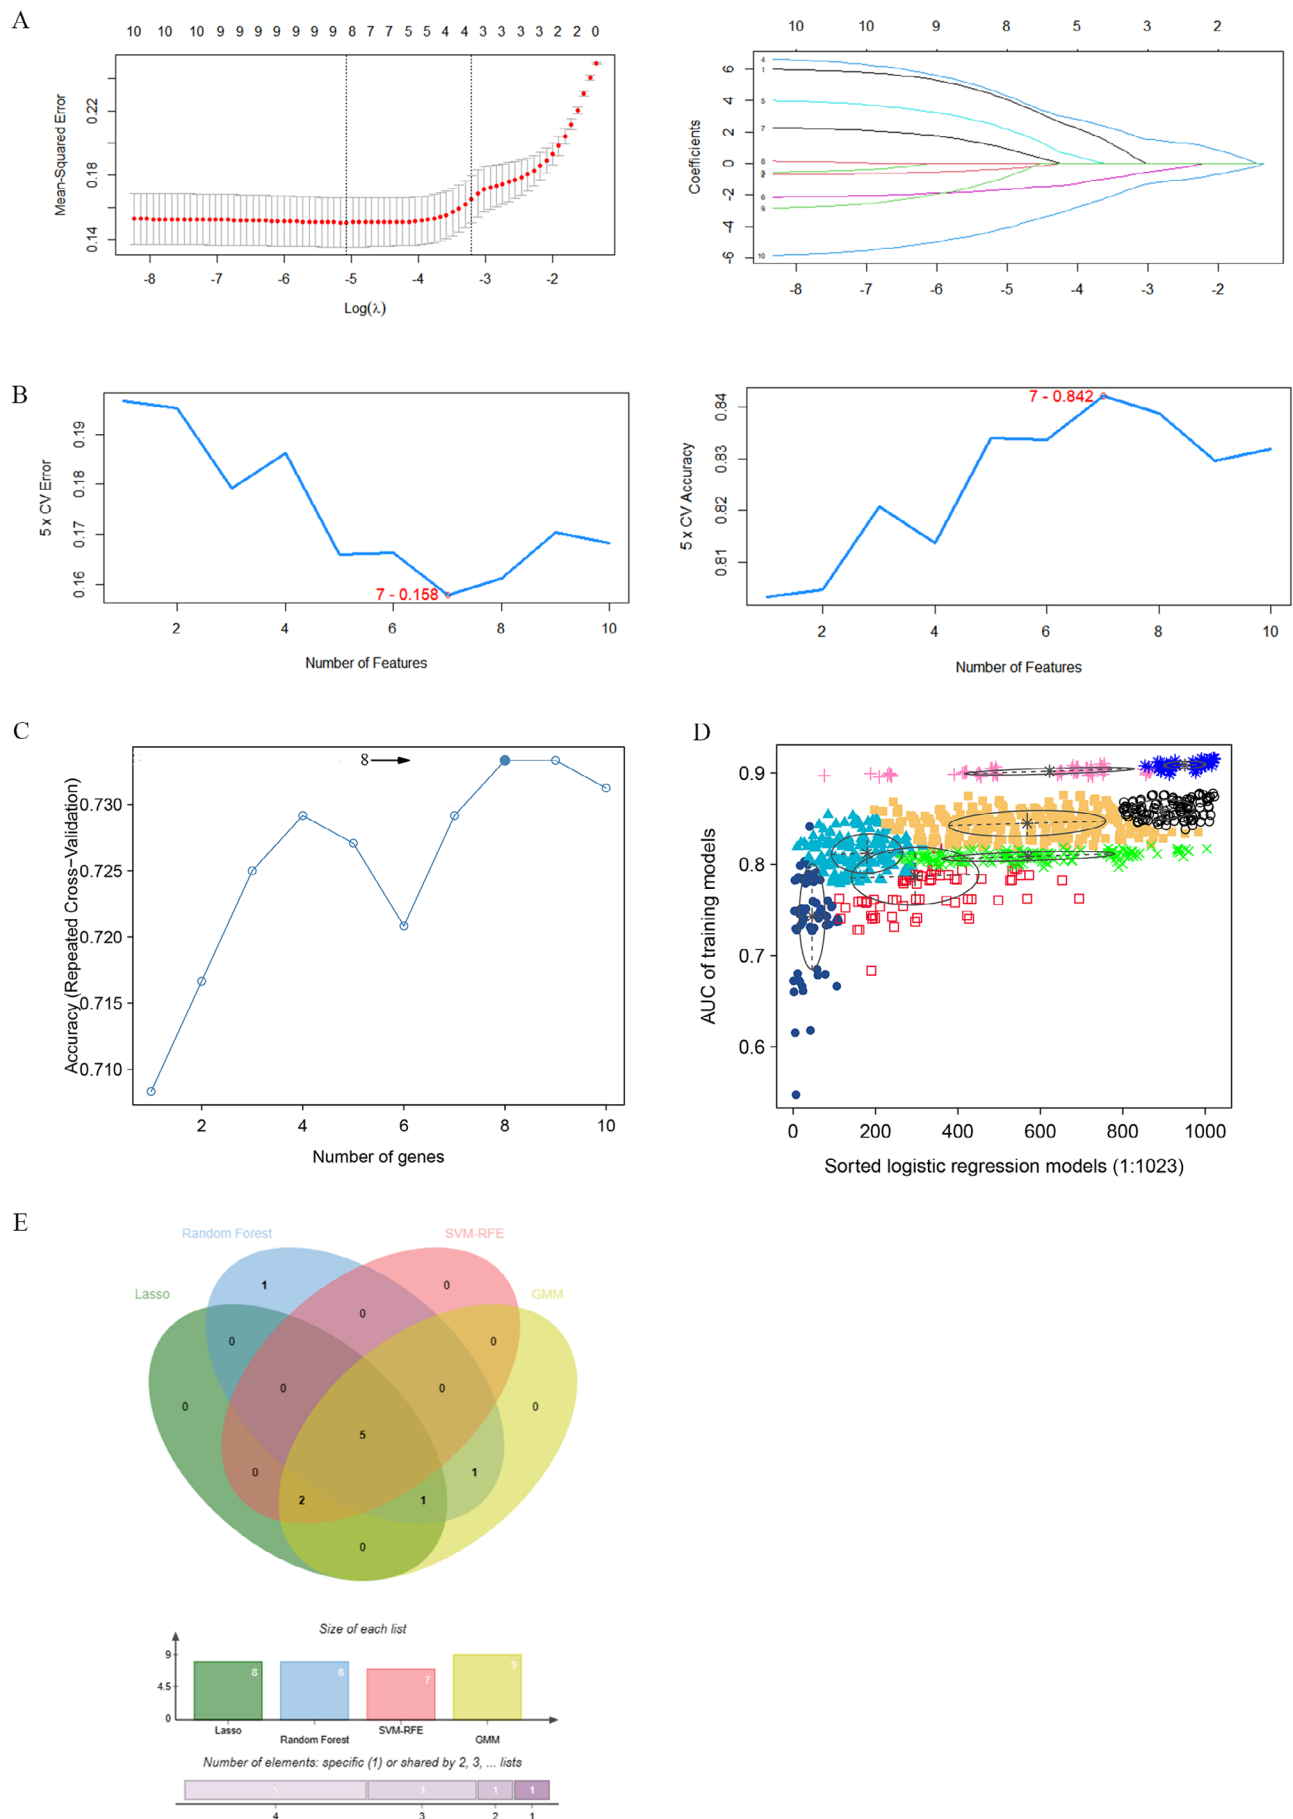 A
10 10 10 9 9 9 9 9 9 9 9 8 7 7 5 5 4 4 3 3 3 3 2 2 0
Mean-Squared Error
0.22
0.18
0.14
-8 -7 -6 -5 -4 -3 -2
Log(λ)
10 10 9 8 5 3 2
Coefficients
6
4
2
0
-2
-4
-6
4
1
5
7
8
6
9
10
-8 -7 -6 -5 -4 -3 -2
B
5 x CV Error
0.19
0.18
0.17
0.16
7 - 0.158
2 4 6 8 10
Number of Features
5 x CV Accuracy
0.84
0.83
0.82
0.81
7 - 0.842
2 4 6 8 10
Number of Features
C
Accuracy (Repeated Cross-Validation)
0.730
0.725
0.720
0.715
0.710
8
2 4 6 8 10
Number of genes
D
AUC of training models
0.9
0.8
0.7
0.6
0 200 400 600 800 1000
Sorted logistic regression models (1:1023)
E
Random Forest SVM-RFE
Lasso GMM
1 0
0
0 0
0 0
0 0
5
0 1
2 1
0
Size of each list
9
4.5
0
8 8 7 9
Lasso Random Forest SVM-RFE GMM
Number of elements: specific (1) or shared by 2, 3, ... lists
1 1
4 3 2 1